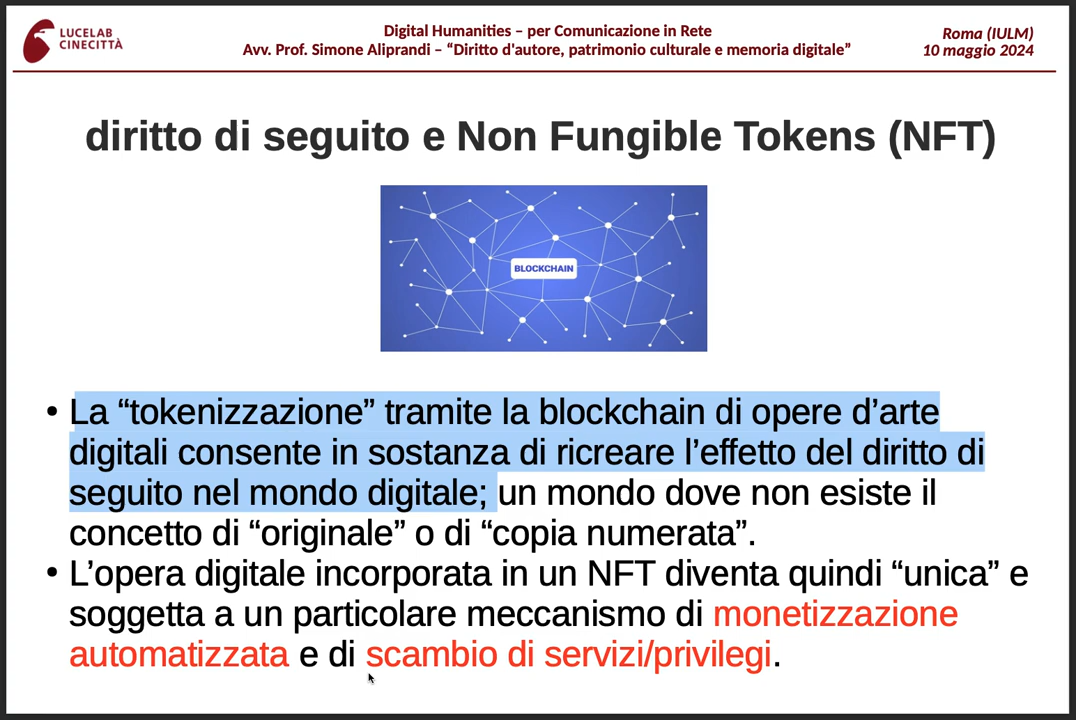 LUCELAB
CINECITTÀ
Digital Humanities – per Comunicazione in Rete
Avv. Prof. Simone Aliprandi – “Diritto d'autore, patrimonio culturale e memoria digitale”
Roma (IULM)
10 maggio 2024
diritto di seguito e Non Fungible Tokens (NFT)
BLOCKCHAIN
• La “tokenizzazione” tramite la blockchain di opere d’arte
digitali consente in sostanza di ricreare l’effetto del diritto di
seguito nel mondo digitale; un mondo dove non esiste il
concetto di “originale” o di “copia numerata”.
• L’opera digitale incorporata in un NFT diventa quindi “unica” e
soggetta a un particolare meccanismo di monetizzazione
automatizzata e di scambio di servizi/privilegi.